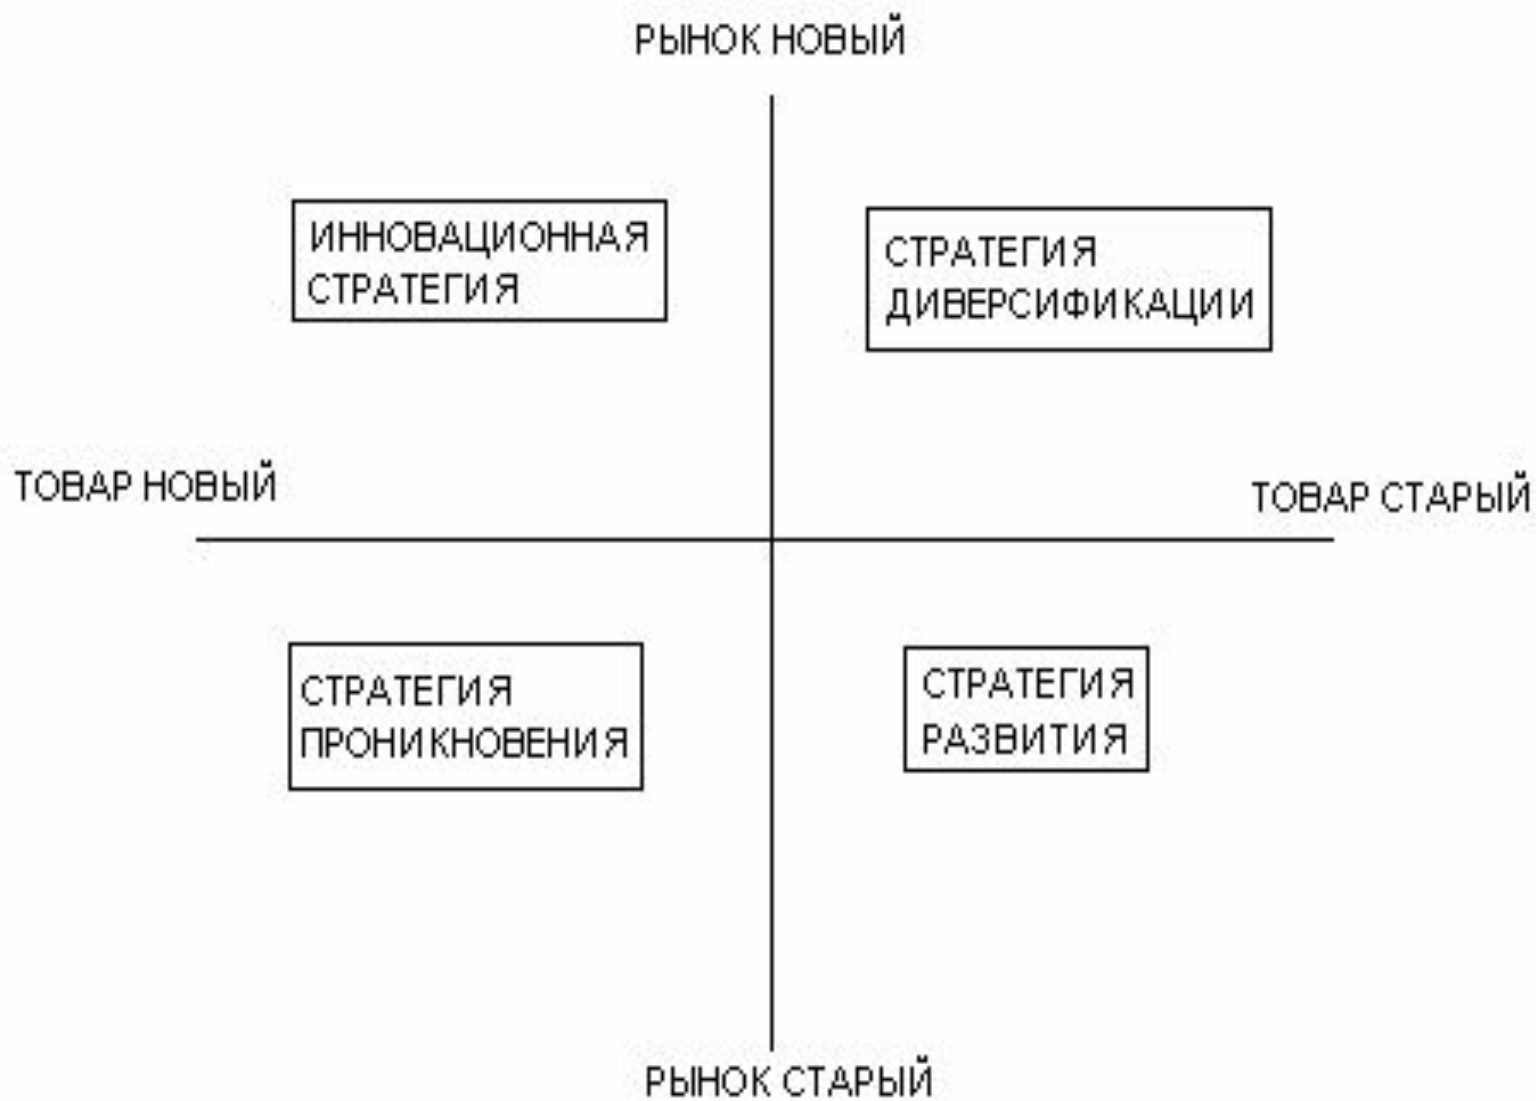 РЫНОК НОВЫЙ
ИННОВАЦИОННАЯ
СТРАТЕГИЯ
СТРАТЕГИЯ
ДИВЕРСИФИКАЦИИ
ТОВАР НОВЫЙ
ТОВАР СТАРЫЙ
СТРАТЕГИЯ
ПРОНИКНОВЕНИЯ
СТРАТЕГИЯ
РАЗВИТИЯ
РЫНОК СТАРЫЙ